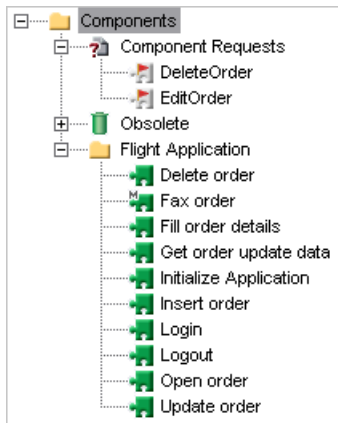 Components
Component Requests
DeleteOrder
EditOrder
Obsolete
Flight Application
Delete order
M
Fax order
Fill order details
Get order update data
Initialize Application
Insert order
Login
Logout
Open order
Update order